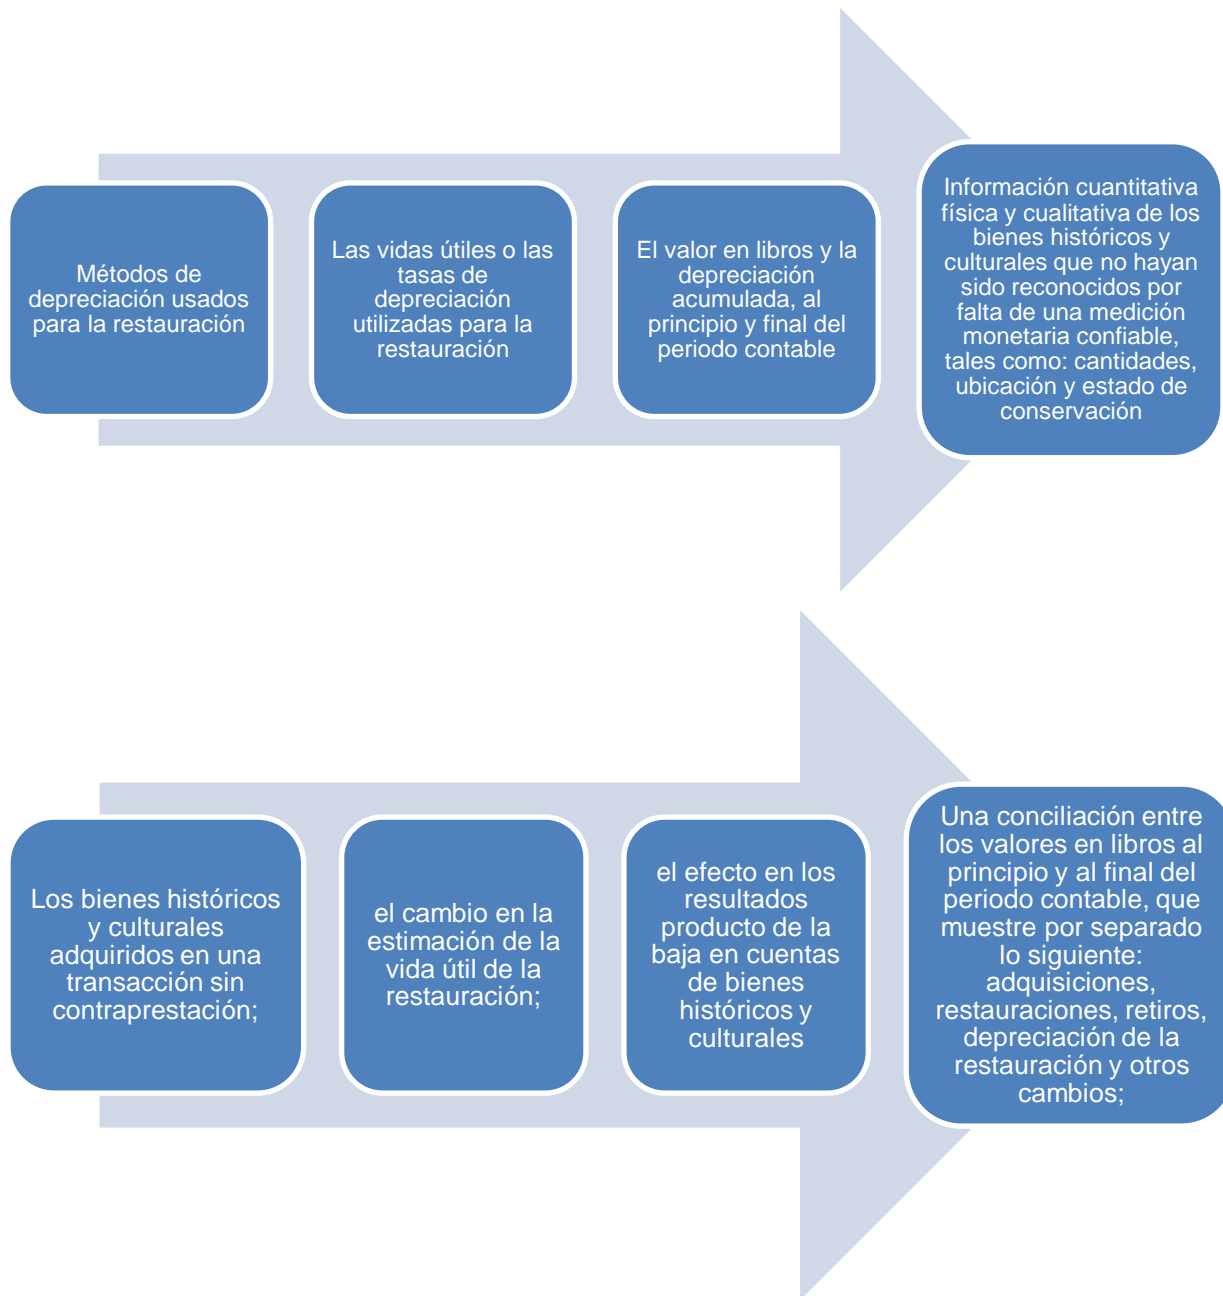 Métodos de
depreciación usados
para la restauración
Las vidas útiles o las
tasas de
depreciación
utilizadas para la
restauración
El valor en libros y la
depreciación
acumulada, al
principio y final del
periodo contable
Información cuantitativa
física y cualitativa de los
bienes históricos y
culturales que no hayan
sido reconocidos por
falta de una medición
monetaria confiable,
tales como: cantidades,
ubicación y estado de
conservación
Los bienes históricos
y culturales
adquiridos en una
transacción sin
contraprestación;
el cambio en la
estimación de la
vida útil de la
restauración;
el efecto en los
resultados
producto de la
baja en cuentas
de bienes
históricos y
culturales
Una conciliación entre
los valores en libros al
principio y al final del
periodo contable, que
muestre por separado
lo siguiente:
adquisiciones,
restauraciones, retiros,
depreciación de la
restauración y otros
cambios;